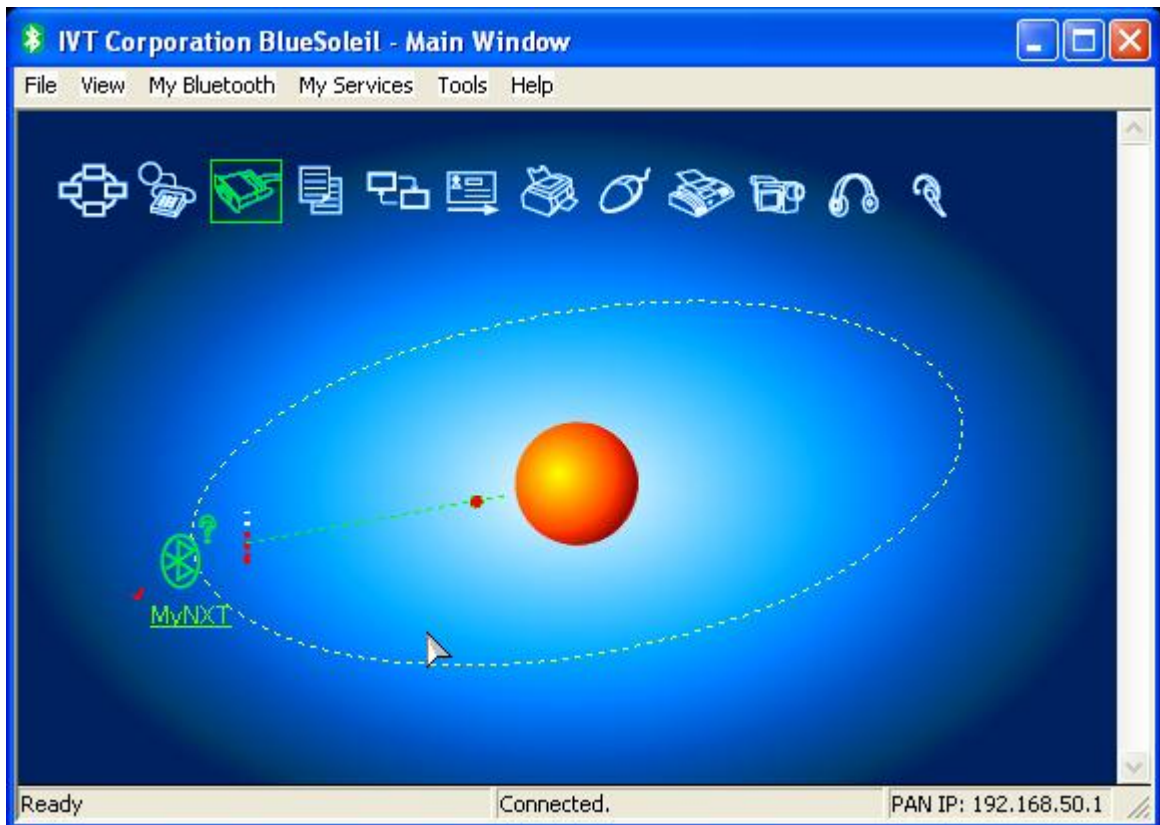 IVT Corporation BlueSoleil - Main Window
File View My Bluetooth My Services Tools Help
MyNXT
Ready Connected. PAN IP: 192.168.50.1